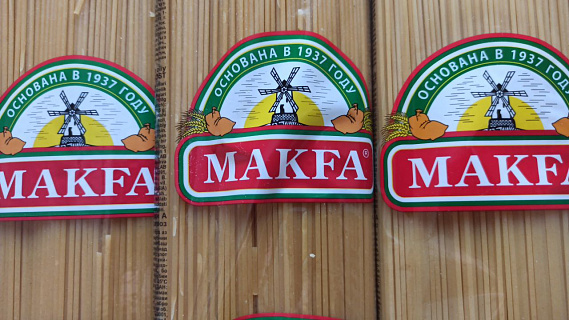 ОСНОВАНА В 1937 ГОДУ
MAKFA
ОСНОВАНА В 1937 ГОДУ
MAKFA®
ОСНОВАНА В 1937 ГОДУ
MAKFA